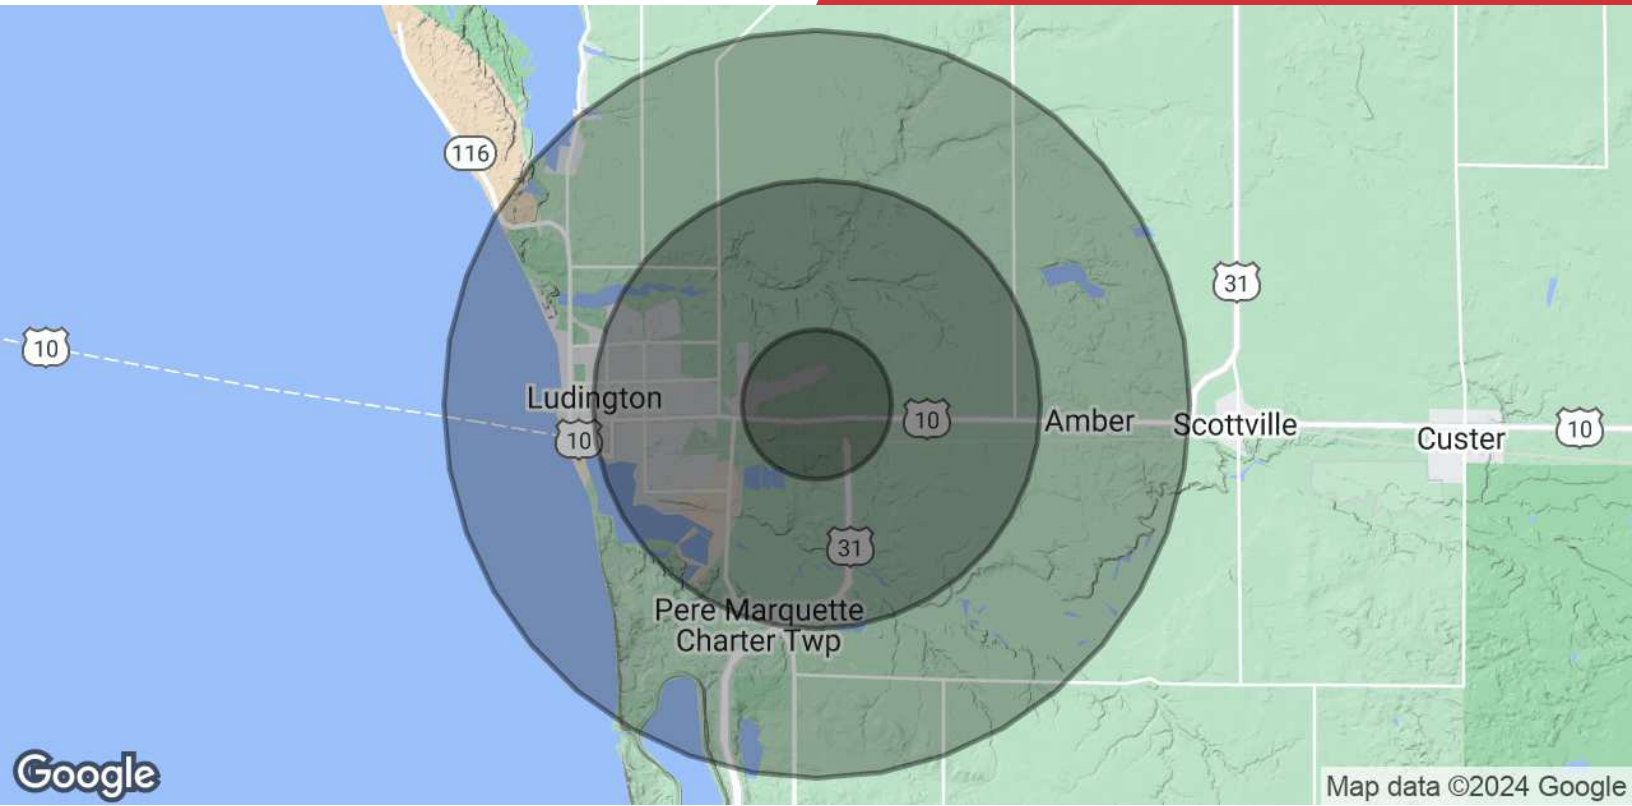 116
31
10
Ludington
10
10
Amber
Scottville
Custer
10
31
Pere Marquette
Charter Twp
Google
Map data ©2024 Google